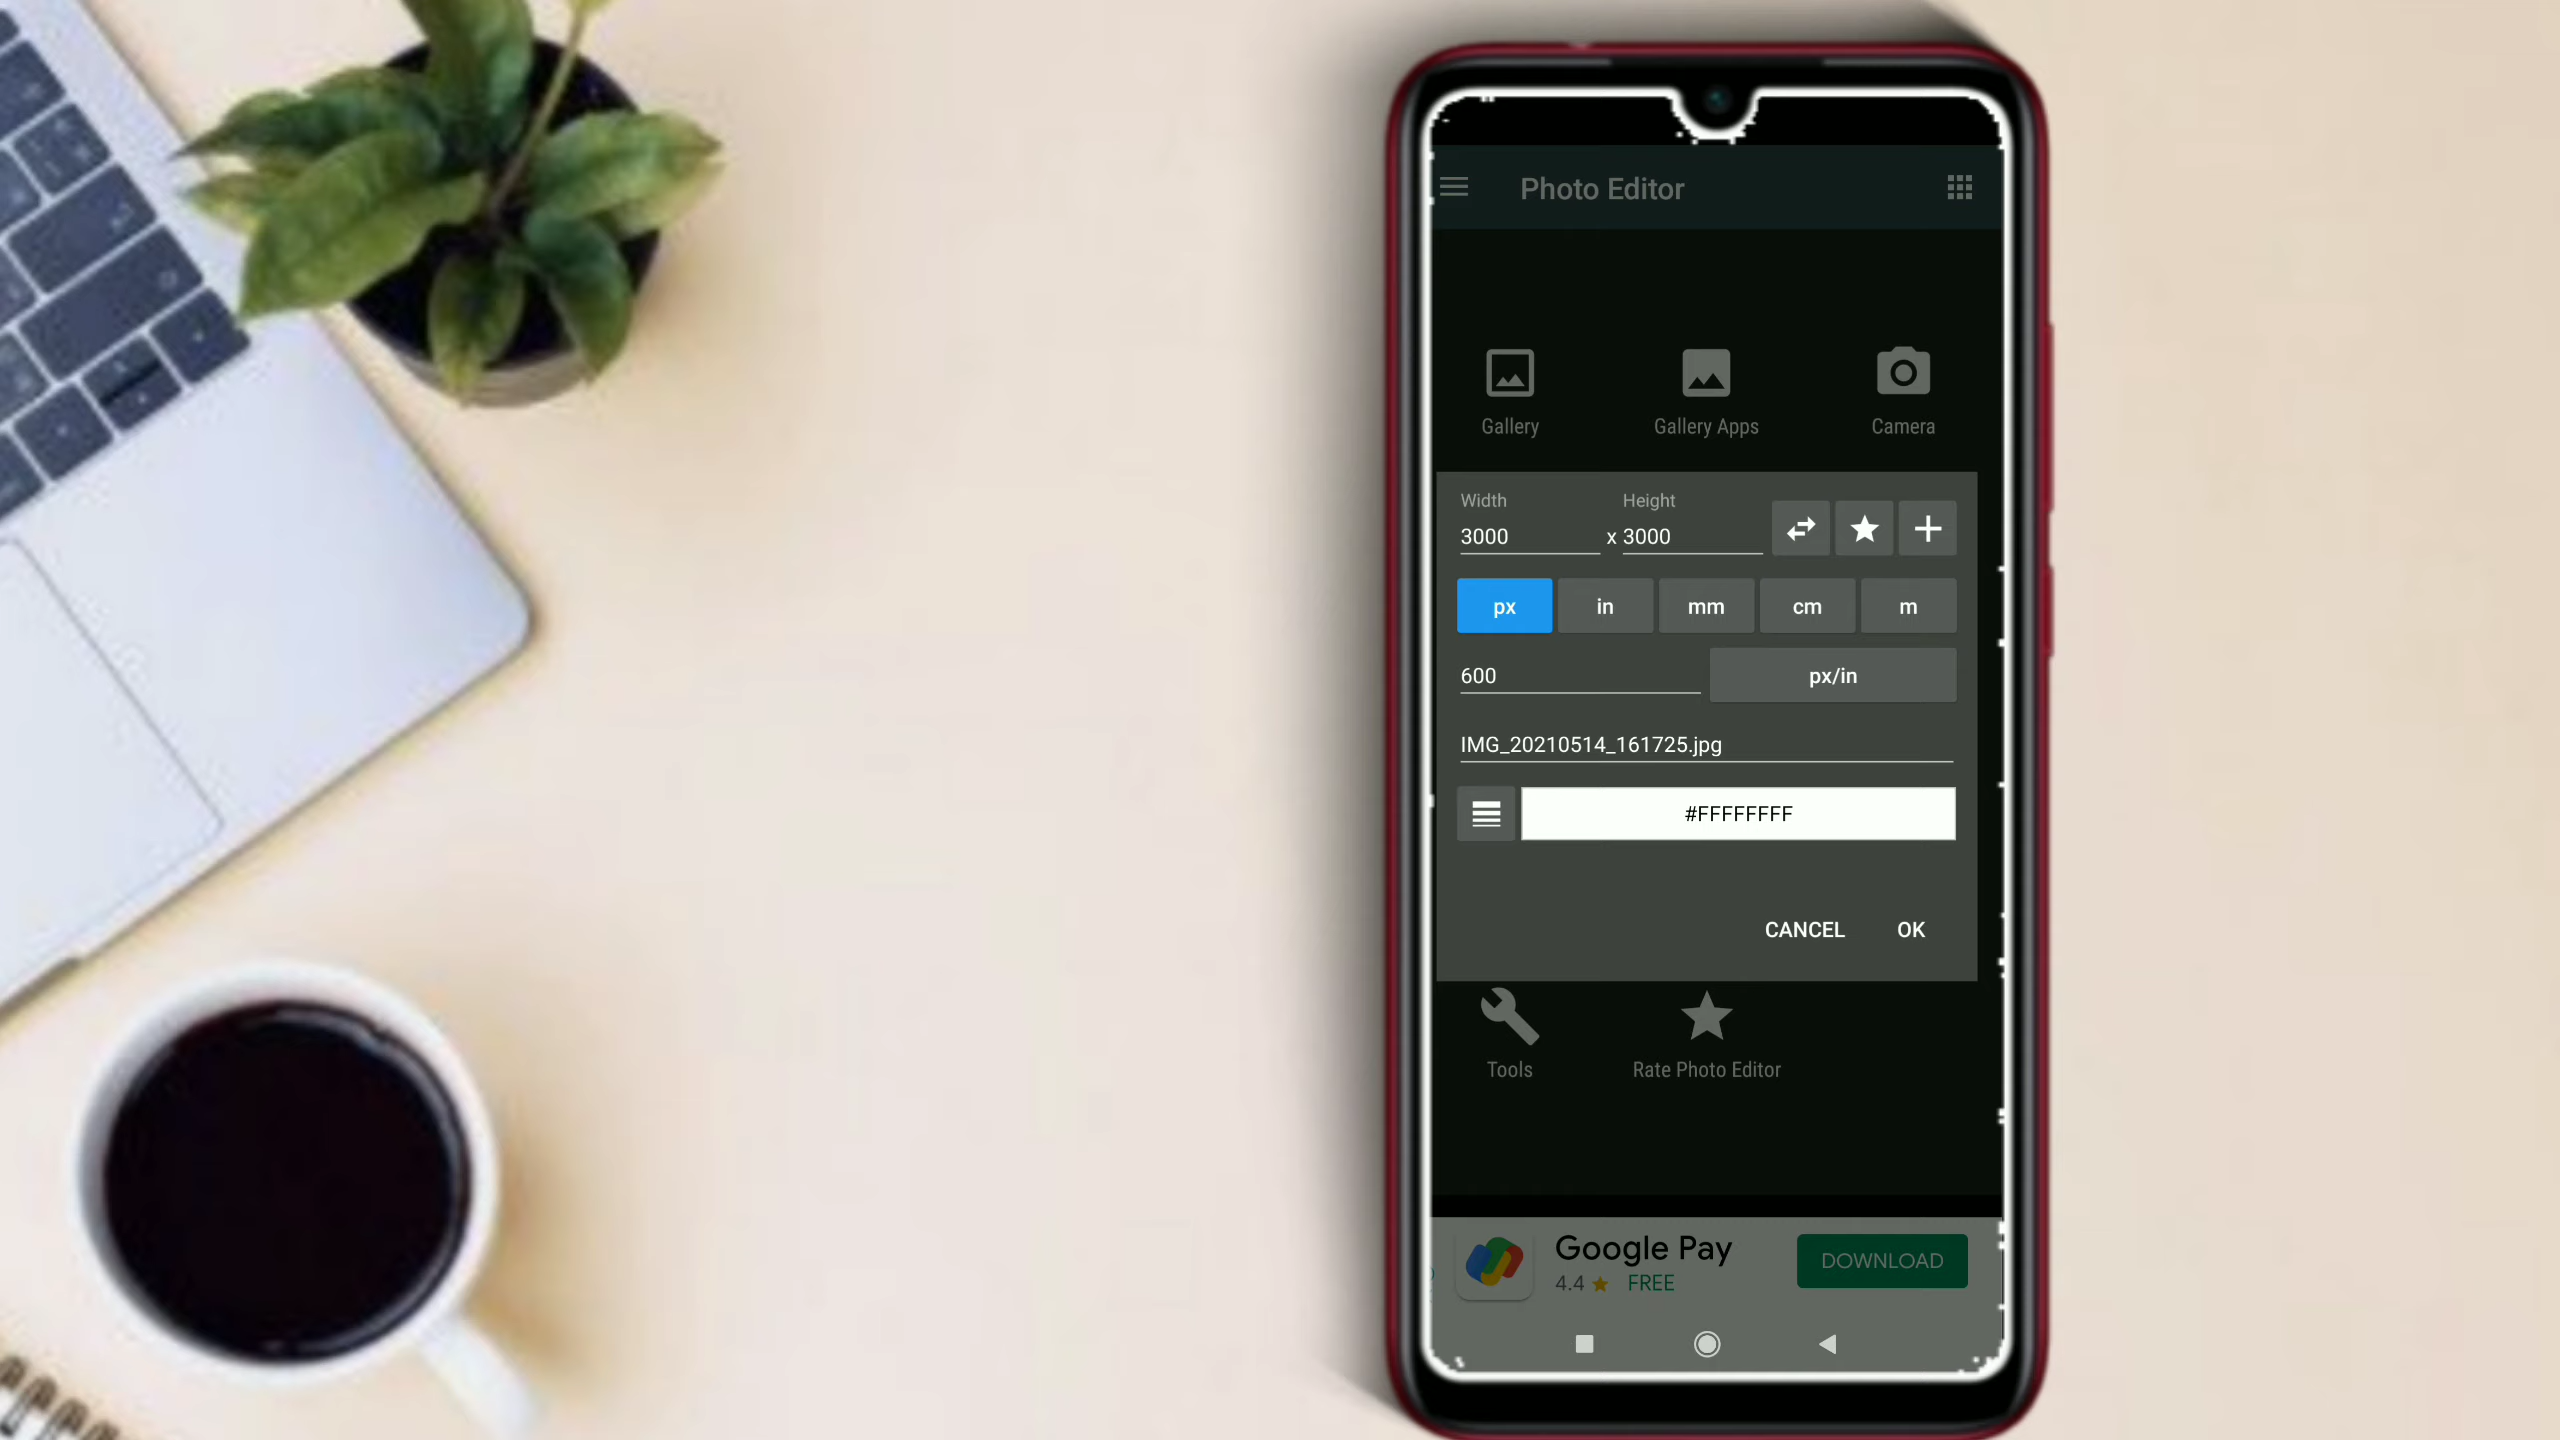 Photo Editor
Gallery Gallery Apps Camera
Width Height
3000 x 3000
px in mm cm m
600 px/in
IMG_20210514_161725.jpg
#FFFFFFFF
CANCEL OK
Tools Rate Photo Editor
Google Pay
4.4 FREE
DOWNLOAD